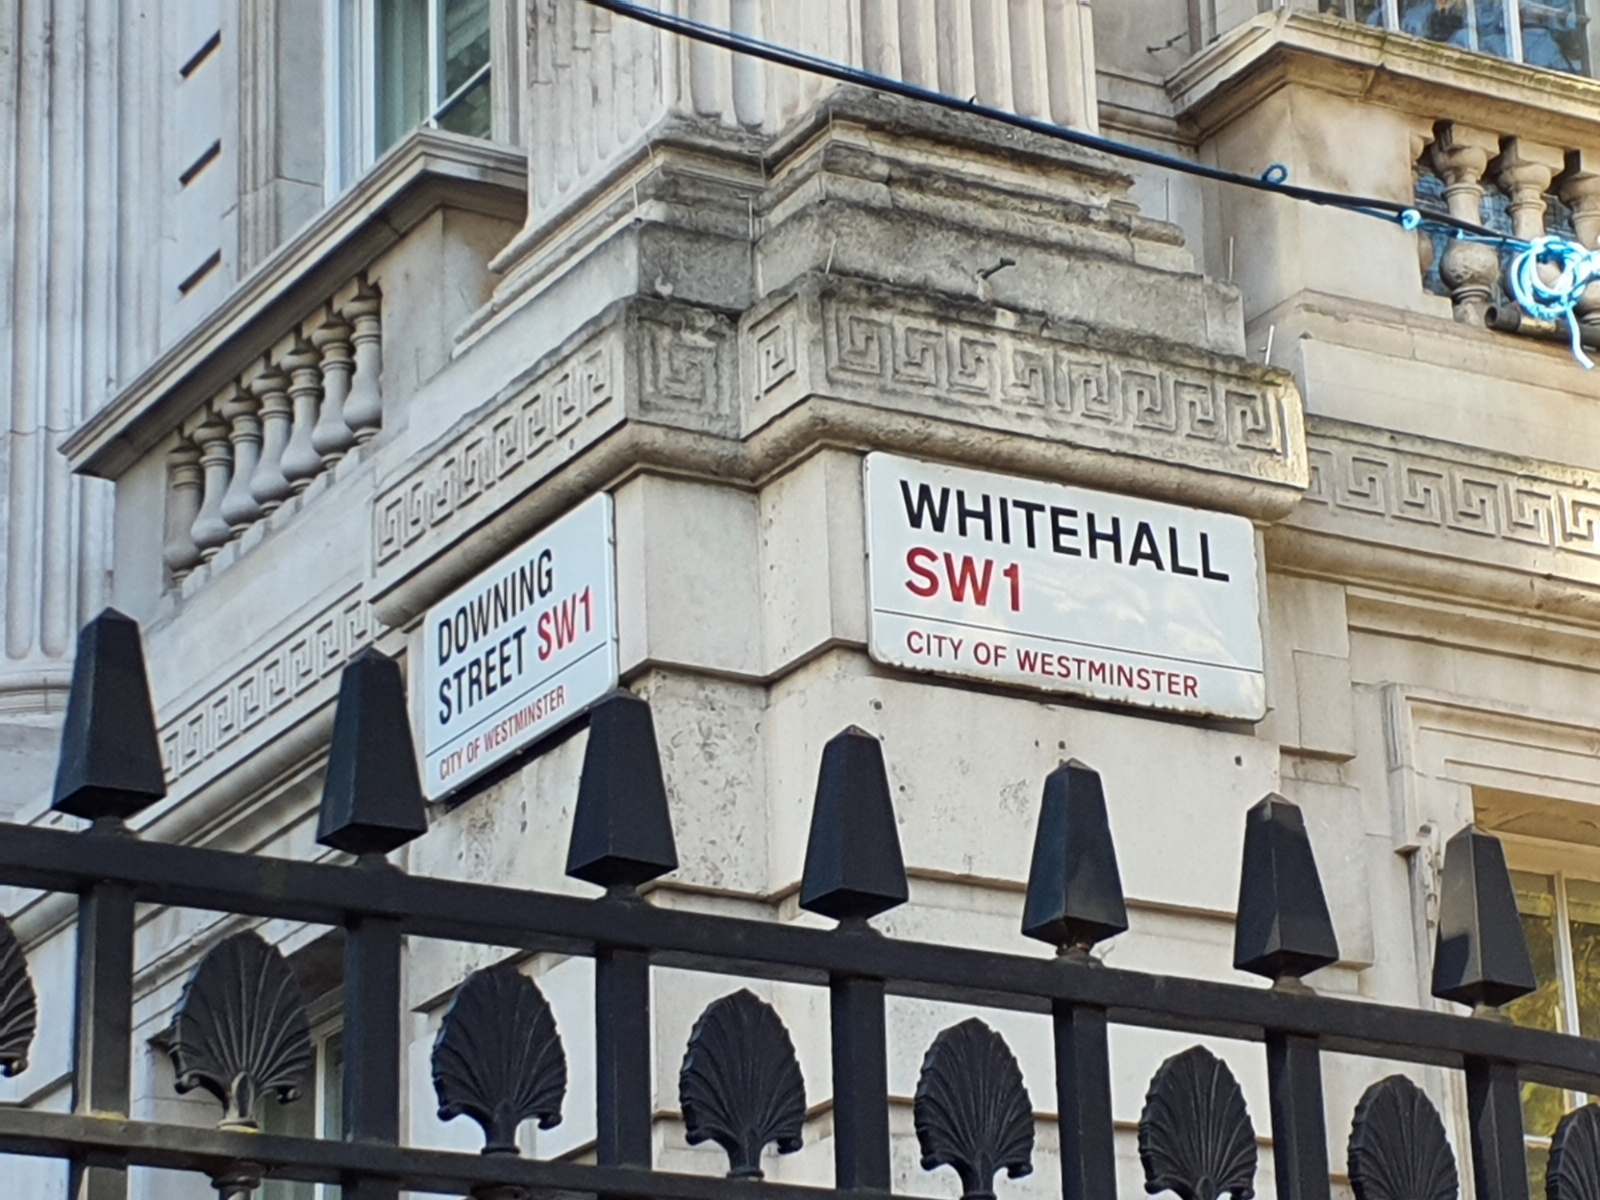 DOWNING
STREET SW1
CITY OF WESTMINSTER
WHITEHALL
SW1
CITY OF WESTMINSTER